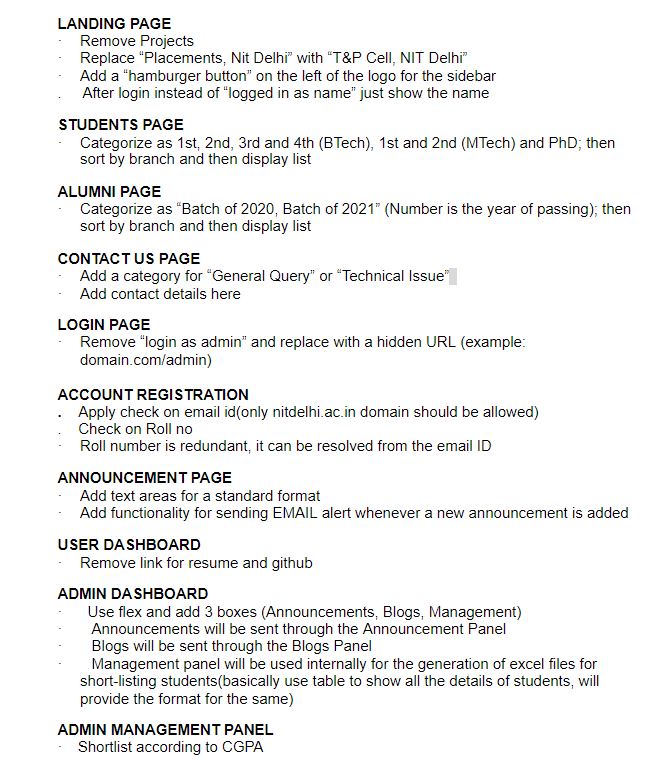 LANDING PAGE
· Remove Projects
· Replace “Placements, Nit Delhi” with “T&P Cell, NIT Delhi”
· Add a “hamburger button” on the left of the logo for the sidebar
. After login instead of “logged in as name” just show the name
STUDENTS PAGE
· Categorize as 1st, 2nd, 3rd and 4th (BTech), 1st and 2nd (MTech) and PhD; then
sort by branch and then display list
ALUMNI PAGE
· Categorize as “Batch of 2020, Batch of 2021” (Number is the year of passing); then
sort by branch and then display list
CONTACT US PAGE
· Add a category for “General Query” or “Technical Issue”
· Add contact details here
LOGIN PAGE
· Remove “login as admin” and replace with a hidden URL (example:
domain.com/admin)
ACCOUNT REGISTRATION
. Apply check on email id(only nitdelhi.ac.in domain should be allowed)
. Check on Roll no
· Roll number is redundant, it can be resolved from the email ID
ANNOUNCEMENT PAGE
· Add text areas for a standard format
· Add functionality for sending EMAIL alert whenever a new announcement is added
USER DASHBOARD
· Remove link for resume and github
ADMIN DASHBOARD
· Use flex and add 3 boxes (Announcements, Blogs, Management)
· Announcements will be sent through the Announcement Panel
· Blogs will be sent through the Blogs Panel
· Management panel will be used internally for the generation of excel files for
short-listing students(basically use table to show all the details of students, will
provide the format for the same)
ADMIN MANAGEMENT PANEL
· Shortlist according to CGPA